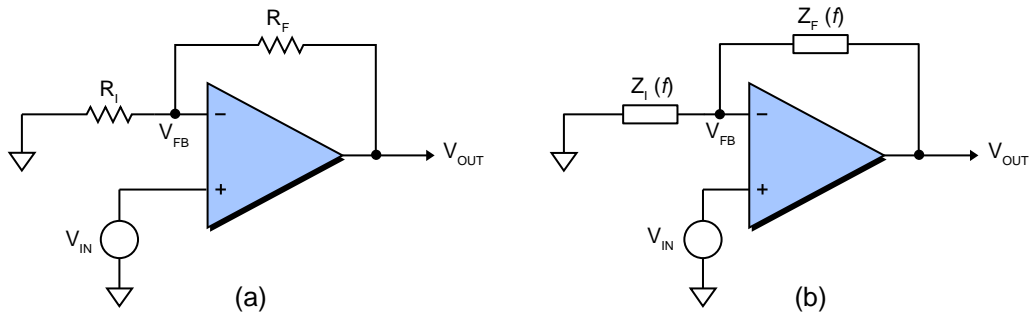 R_F
R_I
−
V_FB
V_OUT
+
V_IN
(a)
Z_F (f)
Z_I (f)
−
V_FB
V_OUT
+
V_IN
(b)